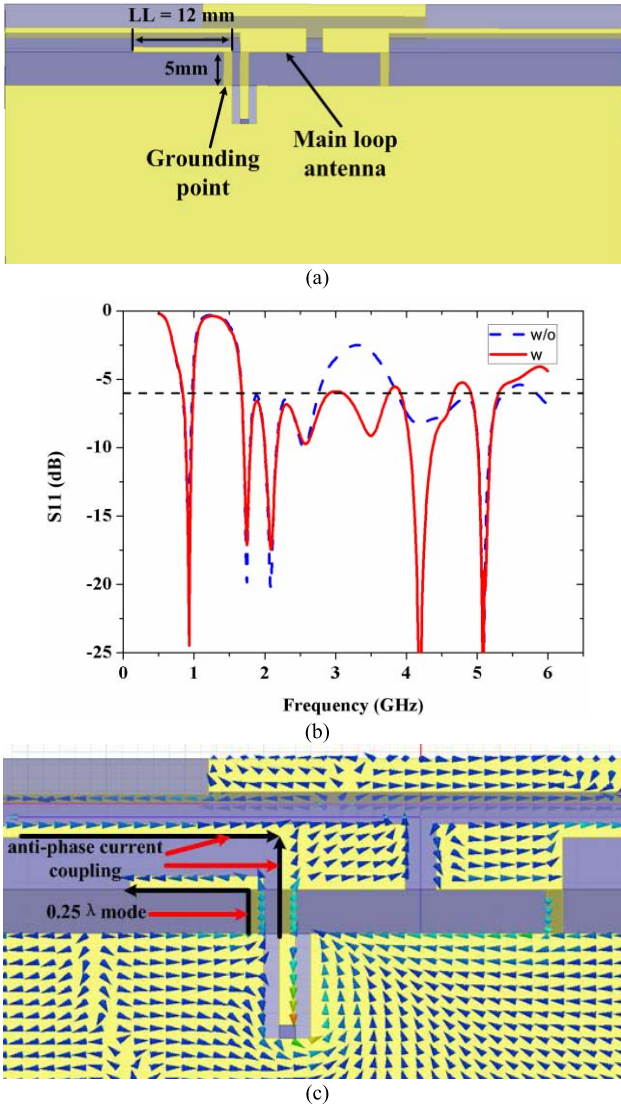 LL = 12 mm
5mm
Grounding
point
Main loop
antenna
(a)
0
-5
-10
-15
-20
-25
S11 (dB)
w/o
w
0 1 2 3 4 5 6
Frequency (GHz)
(b)
anti-phase current
coupling
0.25 λ mode
(c)